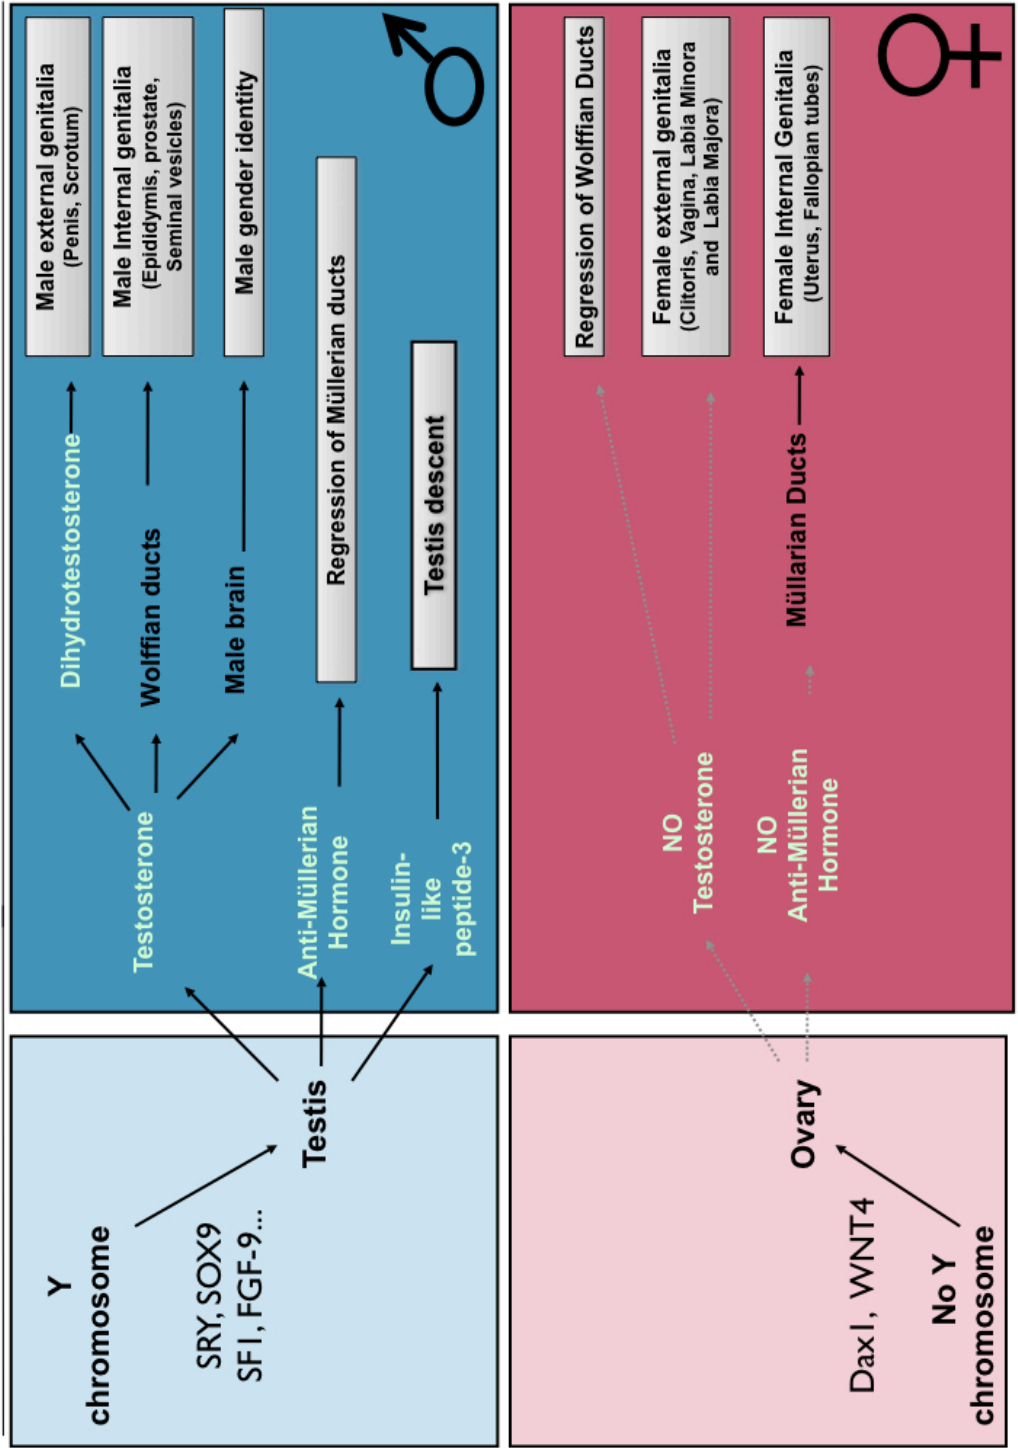 Y
chromosome
SRY, SOX9
SF1, FGF-9...
Testis
Testosterone
Anti-Müllerian
Hormone
Insulin-
like
peptide-3
Dihydrotestosterone
Wolffian ducts
Male brain
Male external genitalia
(Penis, Scrotum)
Male Internal genitalia
(Epididymis, prostate,
Seminal vesicles)
Male gender identity
Regression of Müllerian ducts
Testis descent
Dax1, WNT4
No Y
chromosome
Ovary
NO
Testosterone
NO
Anti-Müllerian
Hormone
Müllarian Ducts
Regression of Wolffian Ducts
Female external genitalia
(Clitoris, Vagina, Labia Minora
and Labia Majora)
Female Internal Genitalia
(Uterus, Fallopian tubes)